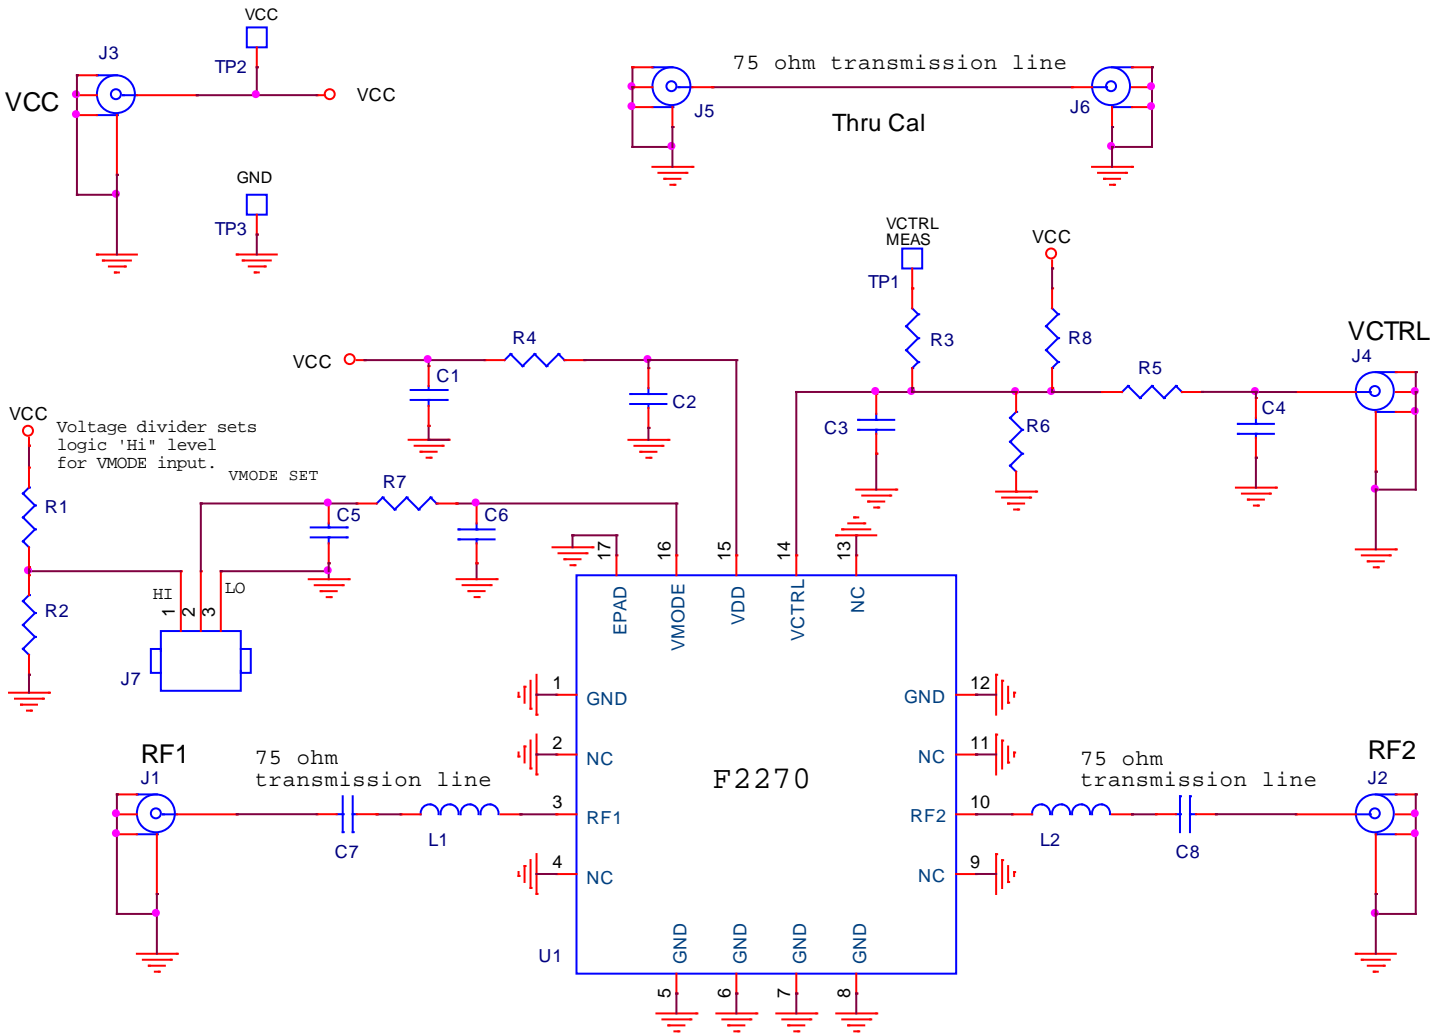 VCC
J3
TP2
VCC
VCC
75 ohm transmission line
J5
J6
Thru Cal
GND
TP3
VCTRL
MEAS
TP1
VCC
R3
R8
VCTRL
J4
R5
C4
C3
R6
VCC
R4
C1
C2
VCC
Voltage divider sets
logic 'Hi" level
for VMODE input.
VMODE SET
R7
R1
C5
C6
R2
HI
LO
1
2
3
J7
17
16
15
14
13
EPAD
VMODE
VDD
VCTRL
NC
1
GND
2
NC
3
RF1
4
NC
F2270
12
GND
11
NC
10
RF2
9
NC
RF1
J1
75 ohm
transmission line
C7
L1
75 ohm
transmission line
RF2
J2
L2
C8
U1
GND
GND
GND
GND
5
6
7
8